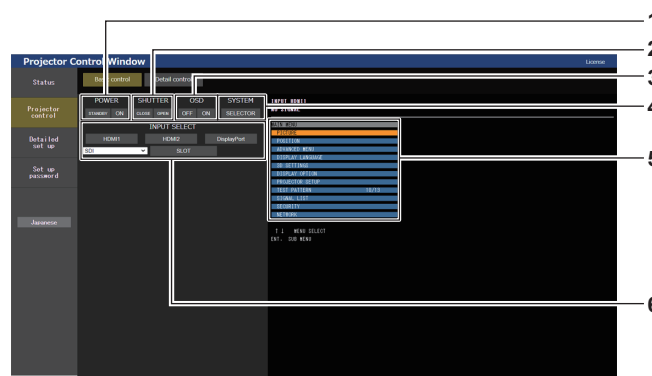 1
2
Projector Control Window
License
3
Status
Basic control
Detail control
POWER
SHUTTER
OSD
SYSTEM
4
STANDBY
ON
CLOSE
OPEN
OFF
ON
SELECTOR
Projector
control
INPUT SELECT
HDMI1
HDMI2
DisplayPort
SDI
SLOT
Detailed
set up
Set up
password
Japanese
INPUT HDMI1
NO SIGNAL
MAIN MENU
PICTURE
POSITION
ADVANCED MENU
5
DISPLAY LANGUAGE
3D SETTINGS
DISPLAY OPTION
PROJECTOR SETUP
TEST PATTERN 10/13
SIGNAL LIST
SECURITY
NETWORK
↑↓ MENU SELECT
ENT. SUB MENU
6